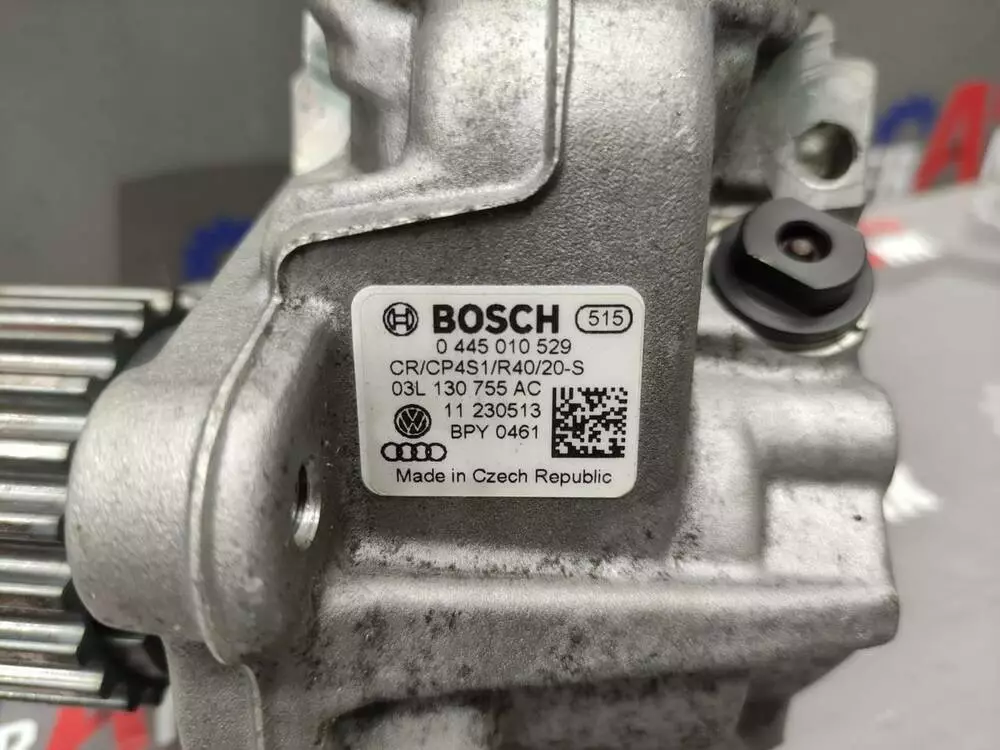 BOSCH 515
0 445 010 529
CR/CP4S1/R40/20-S
03L 130 755 AC
11 230513
BPY 0461
Made in Czech Republic